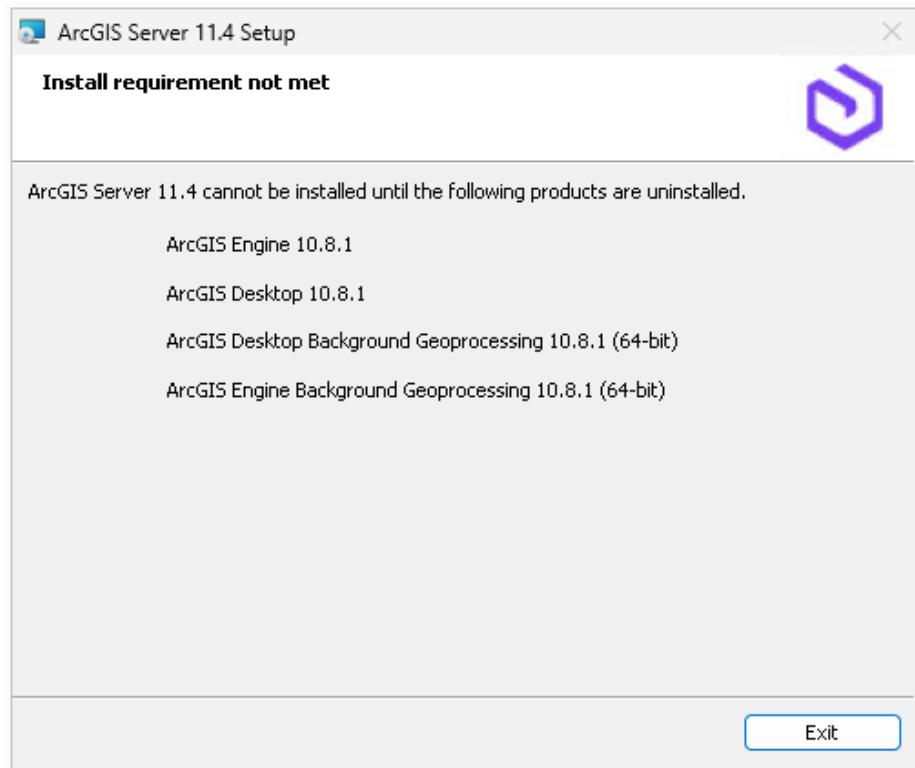 ArcGIS Server 11.4 Setup
Install requirement not met
ArcGIS Server 11.4 cannot be installed until the following products are uninstalled.
ArcGIS Engine 10.8.1
ArcGIS Desktop 10.8.1
ArcGIS Desktop Background Geoprocessing 10.8.1 (64-bit)
ArcGIS Engine Background Geoprocessing 10.8.1 (64-bit)
Exit